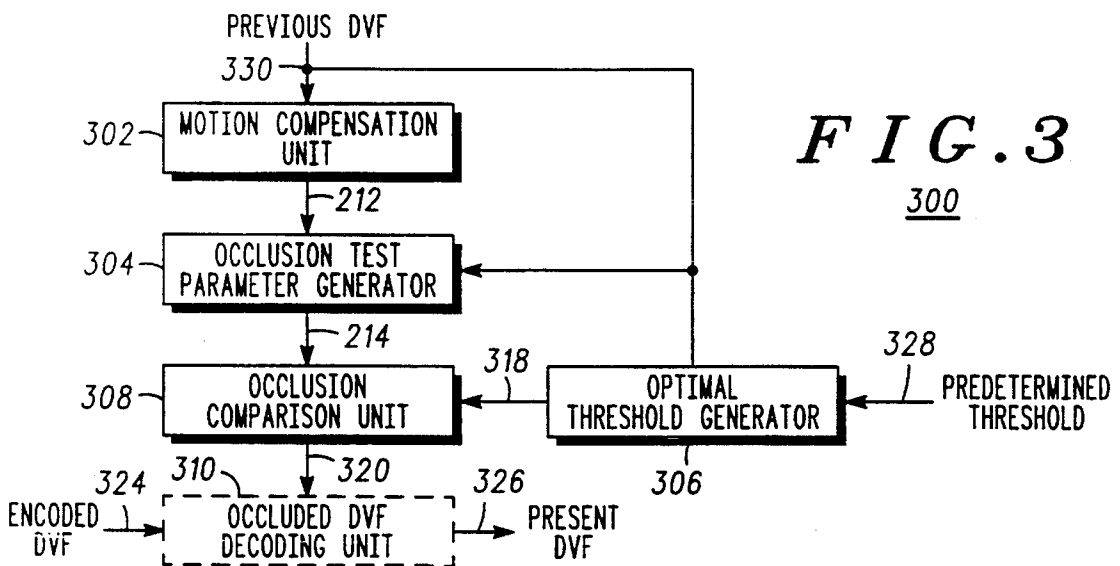 PREVIOUS DVF
330
302
MOTION COMPENSATION
UNIT
FIG.3
300
212
304
OCCLUSION TEST
PARAMETER GENERATOR
214
308
OCCLUSION
COMPARISON UNIT
318
OPTIMAL
THRESHOLD GENERATOR
328
PREDETERMINED
THRESHOLD
306
310
320
324
ENCODED
DVF
OCCLUDED DVF
DECODING UNIT
326
PRESENT
DVF